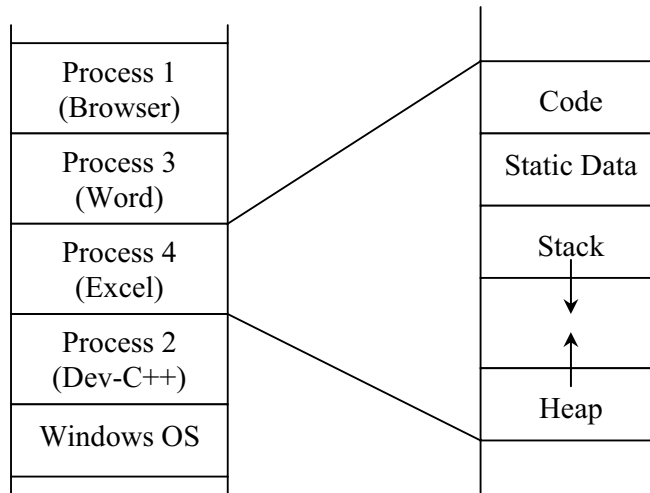 Process 1
(Browser)
Process 3
(Word)
Process 4
(Excel)
Process 2
(Dev-C++)
Windows OS
Code
Static Data
Stack
Heap